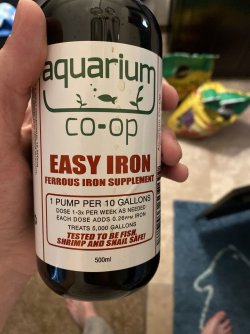 aquarium
co-op
EASY IRON
FERROUS IRON SUPPLEMENT
1 PUMP PER 10 GALLONS
DOSE 1-3x PER WEEK AS NEEDED
EACH DOSE ADDS 0.26PPM IRON
TREATS 5,000 GALLONS
TESTED TO BE FISH,
SHRIMP AND SNAIL SAFE!
500ml